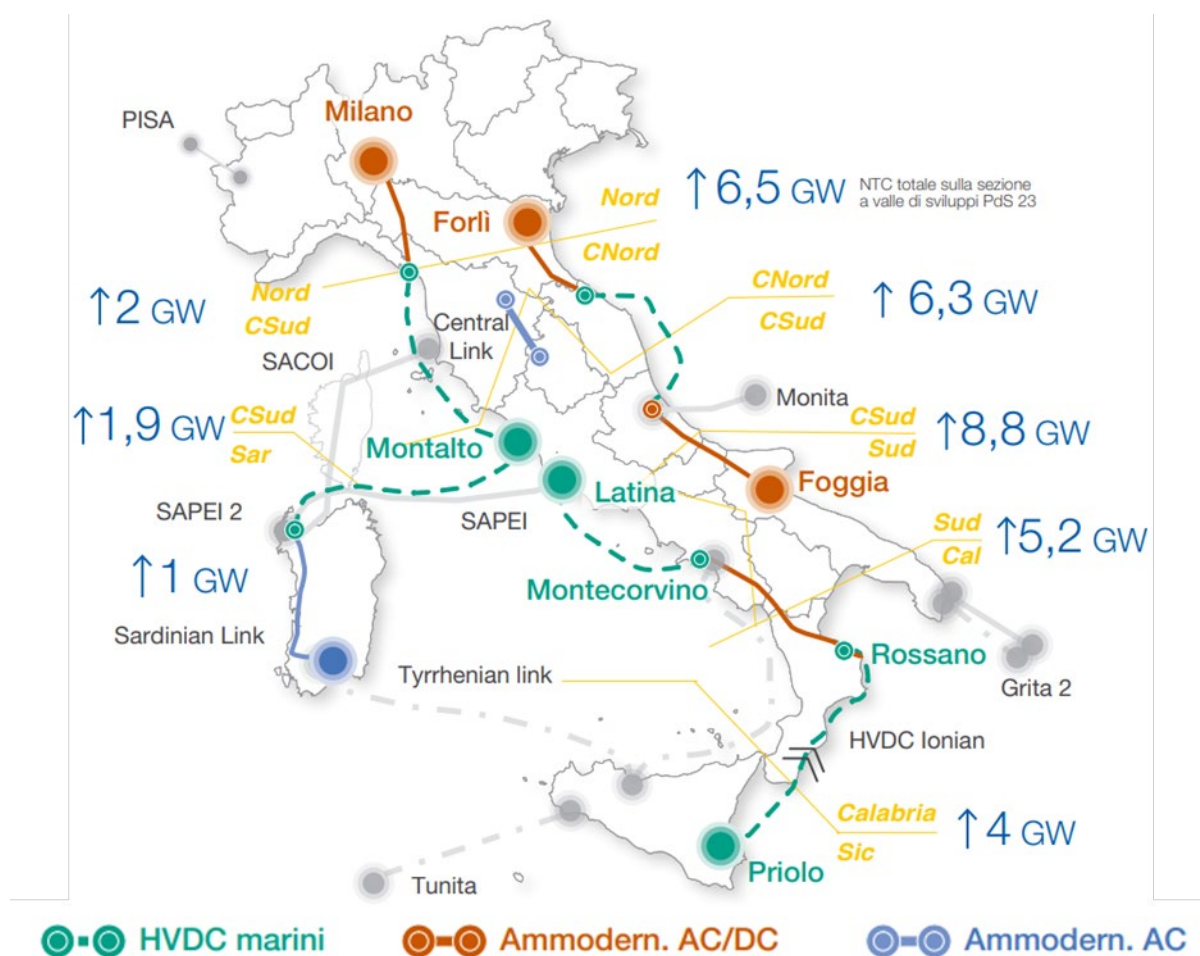 Milano
PISA
Nord
↑6,5 GW
NTC totale sulla sezione
a valle di sviluppi PdS 23
Forlì
CNord
↑2 GW
Nord
CSud
CNord
CSud
↑ 6,3 GW
Central
Link
SACOI
Monita
↑1,9 GW
CSud
Sar
Montalto
CSud
Sud
↑8,8 GW
Foggia
Latina
SAPEI 2
SAPEI
Sud
Cal
↑5,2 GW
↑1 GW
Montecorvino
Sardinian Link
Rossano
Tyrrhenian link
Grita 2
HVDC Ionian
Calabria
Sic
↑4 GW
Priolo
Tunita
HVDC marini
Ammodern. AC/DC
Ammodern. AC